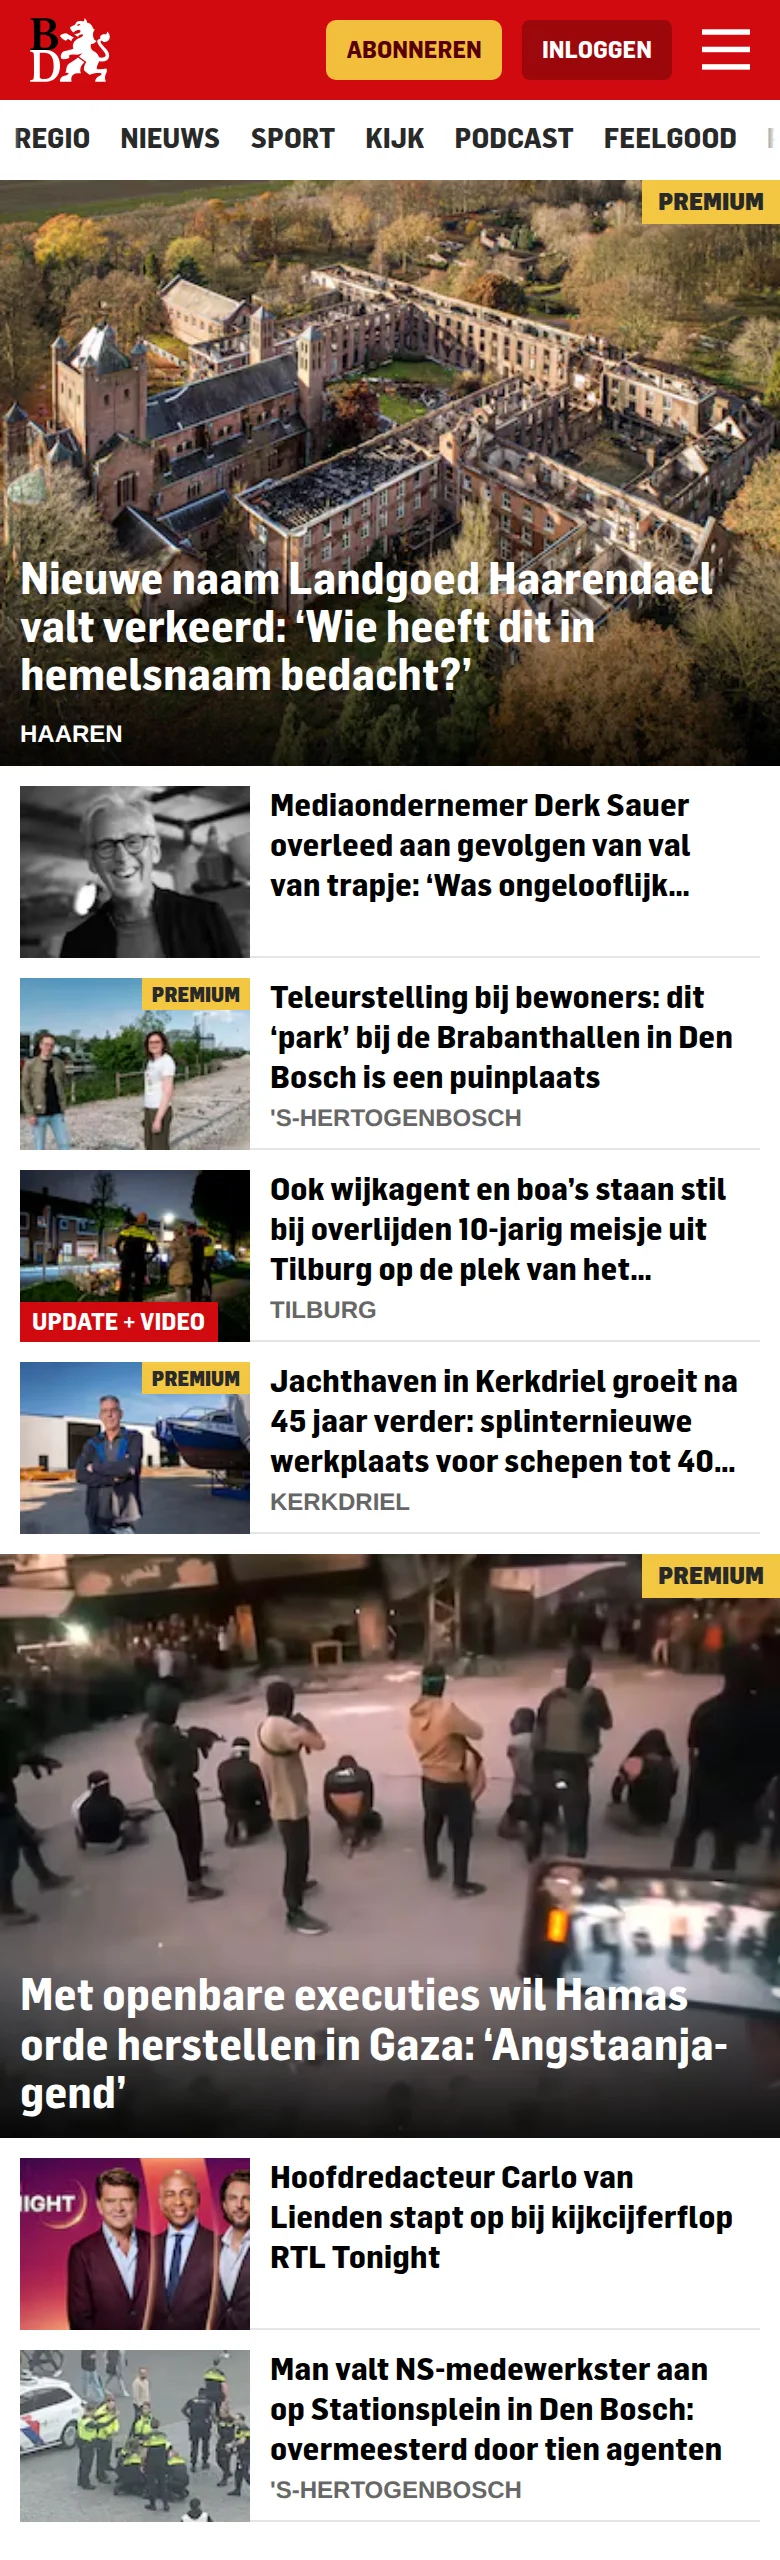 BD
ABONNEREN
INLOGGEN
REGIO NIEUWS SPORT KIJK PODCAST FEELGOOD
PREMIUM
Nieuwe naam Landgoed Haarendael
valt verkeerd: ‘Wie heeft dit in
hemelsnaam bedacht?’
HAAREN
Mediaondernemer Derk Sauer
overleed aan gevolgen van val
van trapje: ‘Was ongelooflijk...
PREMIUM
Teleurstelling bij bewoners: dit
‘park’ bij de Brabanthallen in Den
Bosch is een puinplaats
'S-HERTOGENBOSCH
UPDATE + VIDEO
Ook wijkagent en boa’s staan stil
bij overlijden 10-jarig meisje uit
Tilburg op de plek van het...
TILBURG
PREMIUM
Jachthaven in Kerkdriel groeit na
45 jaar verder: splinternieuwe
werkplaats voor schepen tot 40...
KERKDRIEL
PREMIUM
Met openbare executies wil Hamas
orde herstellen in Gaza: ‘Angstaanja-
gend’
IGHT
Hoofdredacteur Carlo van
Lienden stapt op bij kijkcijferflop
RTL Tonight
Man valt NS-medewerkster aan
op Stationsplein in Den Bosch:
overmeesterd door tien agenten
'S-HERTOGENBOSCH